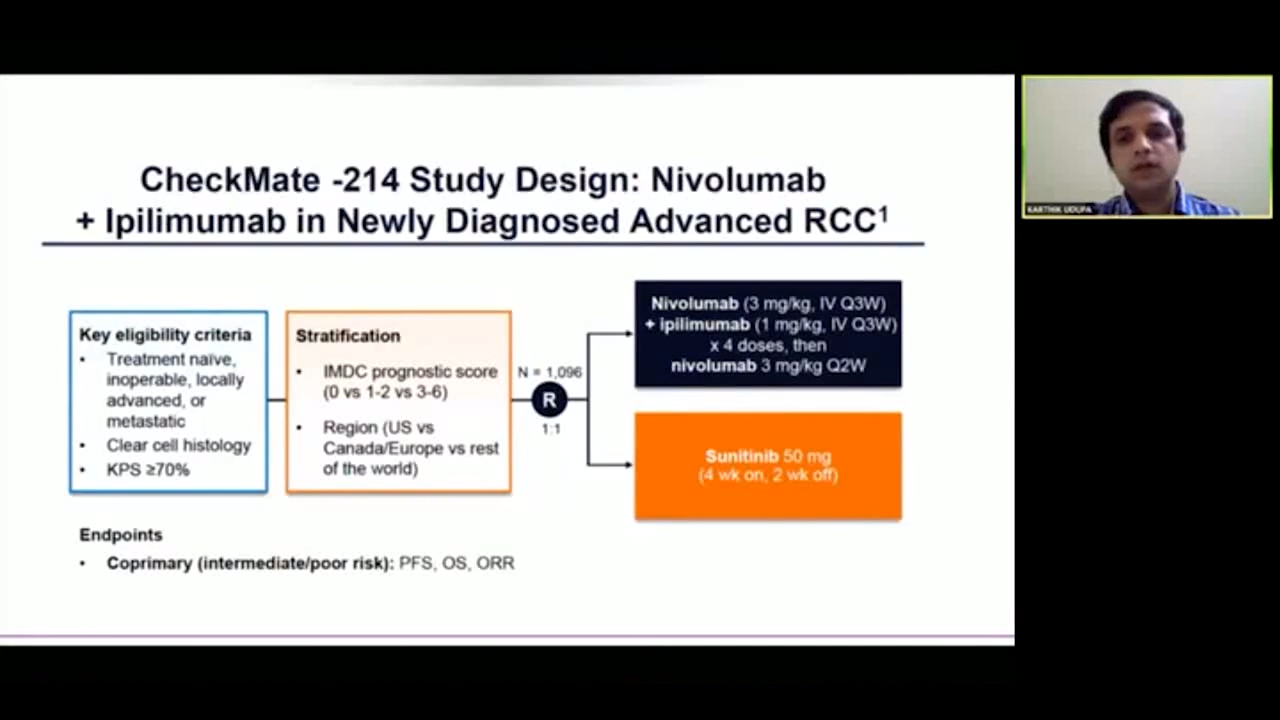 CheckMate -214 Study Design: Nivolumab
+ Ipilimumab in Newly Diagnosed Advanced RCC¹
Key eligibility criteria
• Treatment naïve,
inoperable, locally
advanced, or
metastatic
• Clear cell histology
• KPS ≥70%
Stratification
• IMDC prognostic score
(0 vs 1-2 vs 3-6)
• Region (US vs
Canada/Europe vs rest
of the world)
N = 1,096
R
1:1
Nivolumab (3 mg/kg, IV Q3W)
+ ipilimumab (1 mg/kg, IV Q3W)
x 4 doses, then
nivolumab 3 mg/kg Q2W
Sunitinib 50 mg
(4 wk on, 2 wk off)
Endpoints
• Coprimary (intermediate/poor risk): PFS, OS, ORR
KARTHIK UDUPA